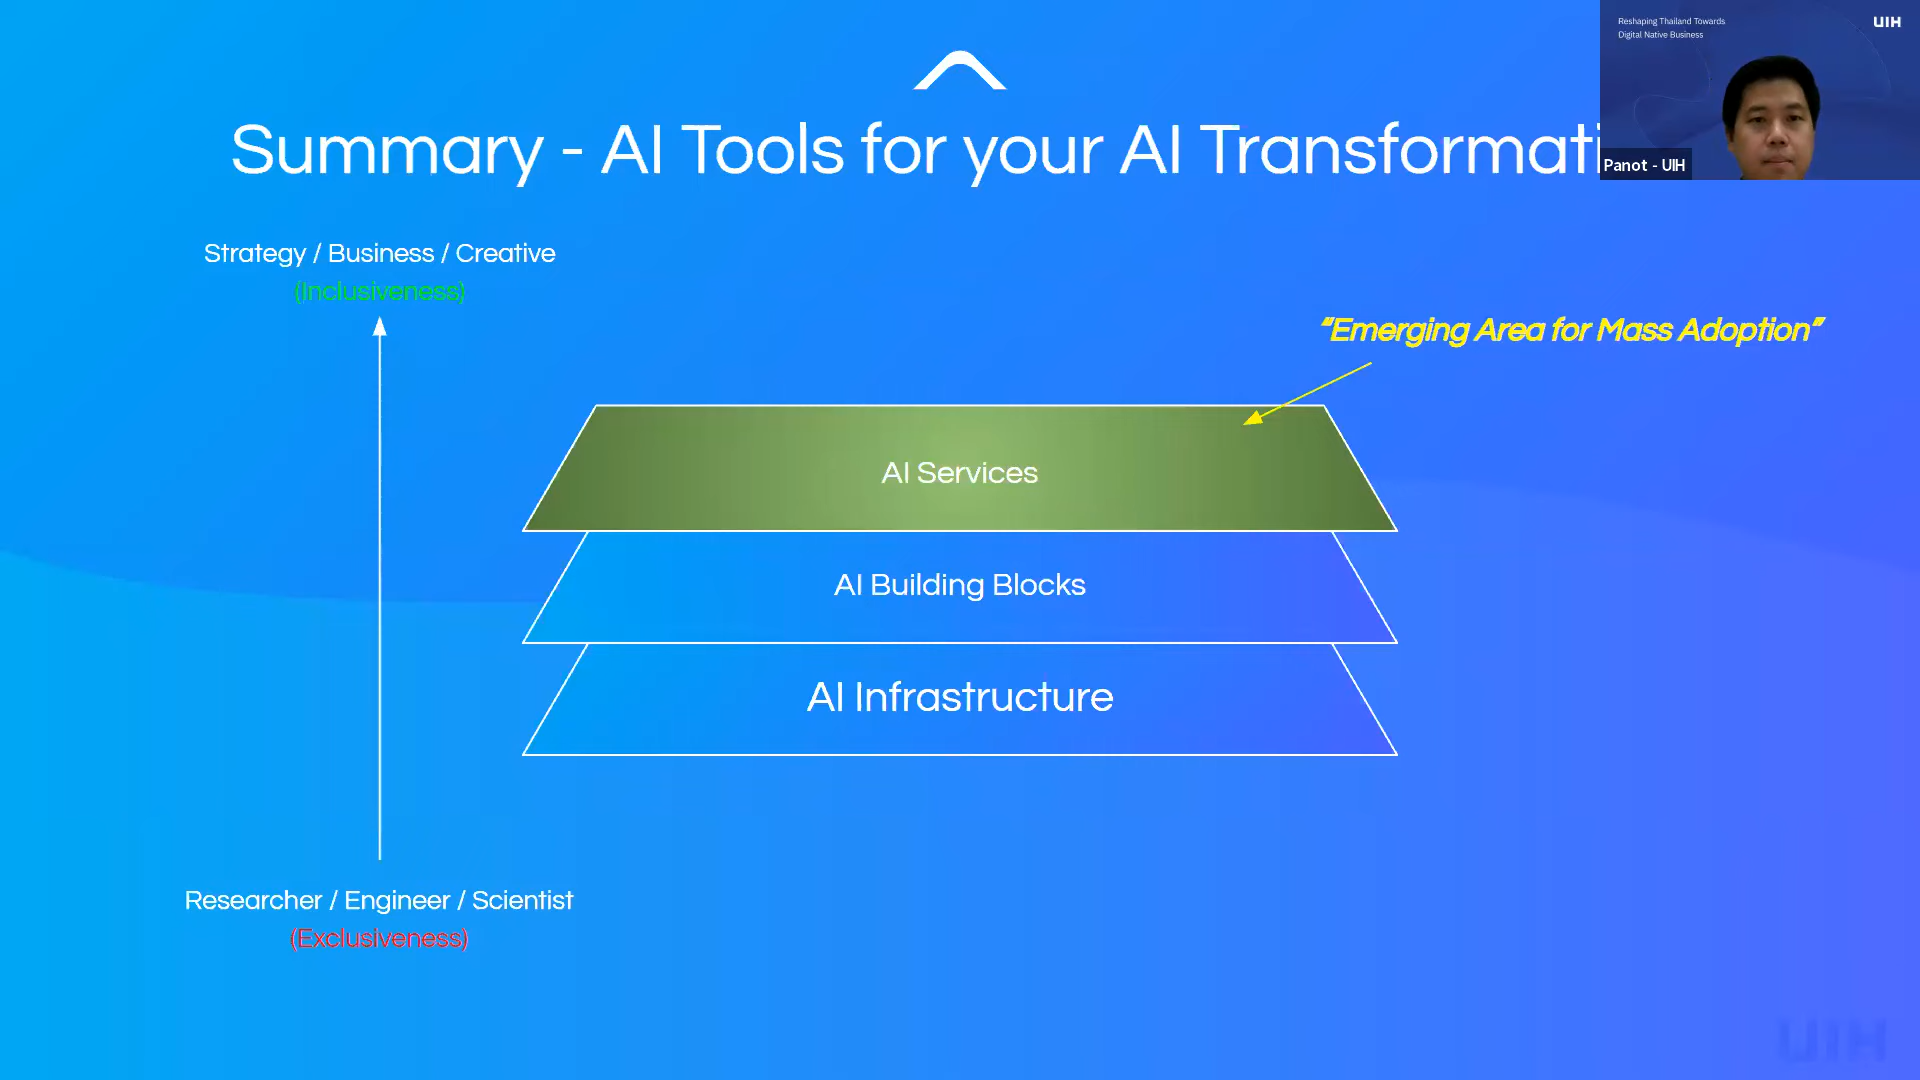 Reshaping Thailand Towards
Digital Native Business
UIH
Summary - AI Tools for your AI Transformati
Panot - UIH
Strategy / Business / Creative
(Inclusiveness)
“Emerging Area for Mass Adoption”
AI Services
AI Building Blocks
AI Infrastructure
Researcher / Engineer / Scientist
(Exclusiveness)
UIH